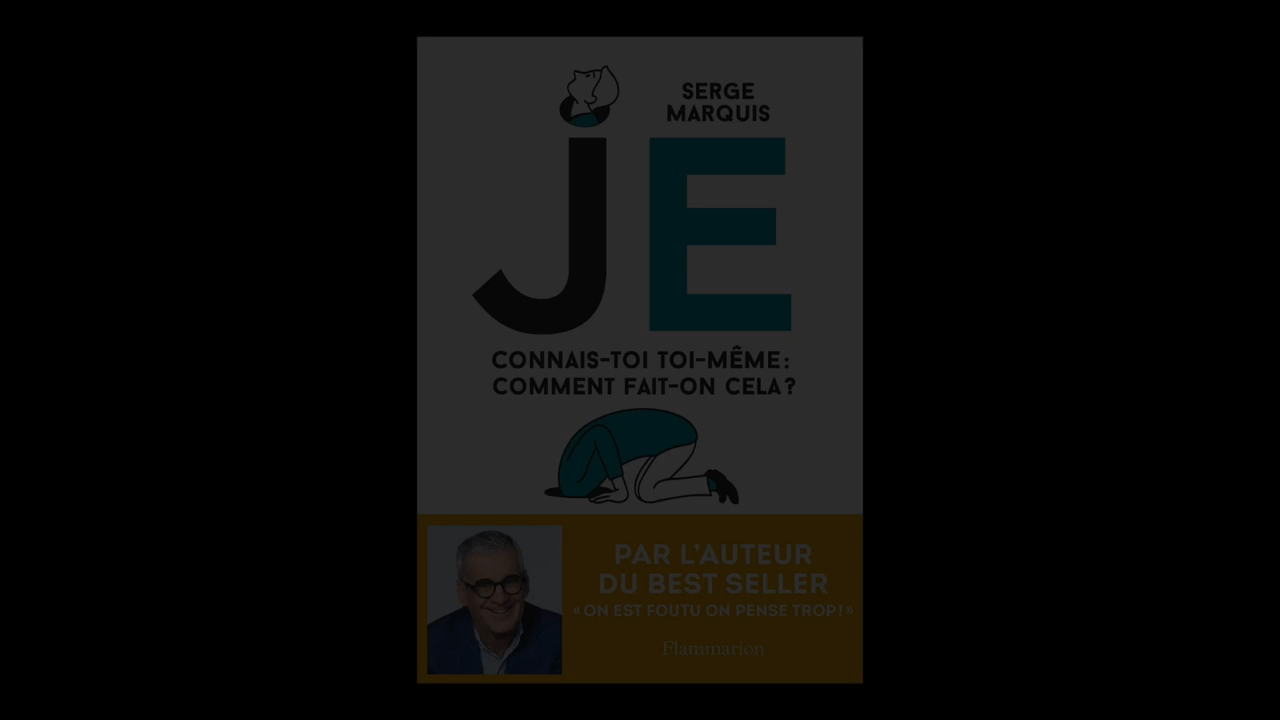 SERGE
MARQUIS
jE
CONNAIS-TOI TOI-MÊME:
COMMENT FAIT-ON CELA?
PAR L'AUTEUR
DU BEST SELLER
«ON EST FOUTU ON PENSE TROP!»
Flammarion